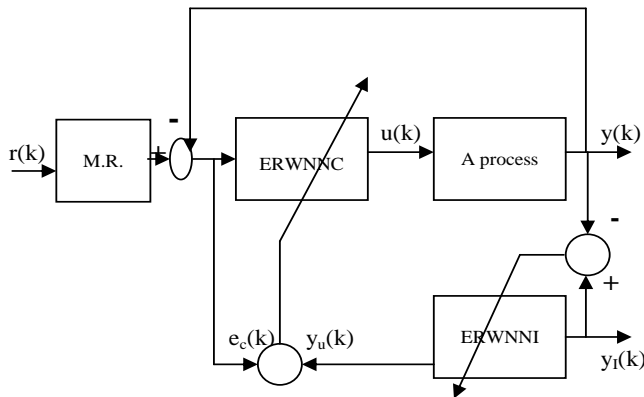 -
r(k)
M.R.
+
ERWNNC
u(k)
A process
y(k)
-
+
e_c(k)
y_u(k)
ERWNNI
y_I(k)